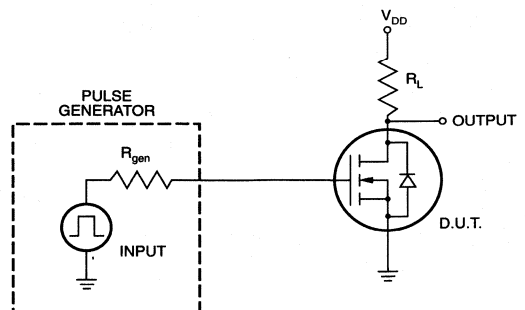 V_DD
R_L
PULSE
GENERATOR
OUTPUT
R_gen
D.U.T.
INPUT